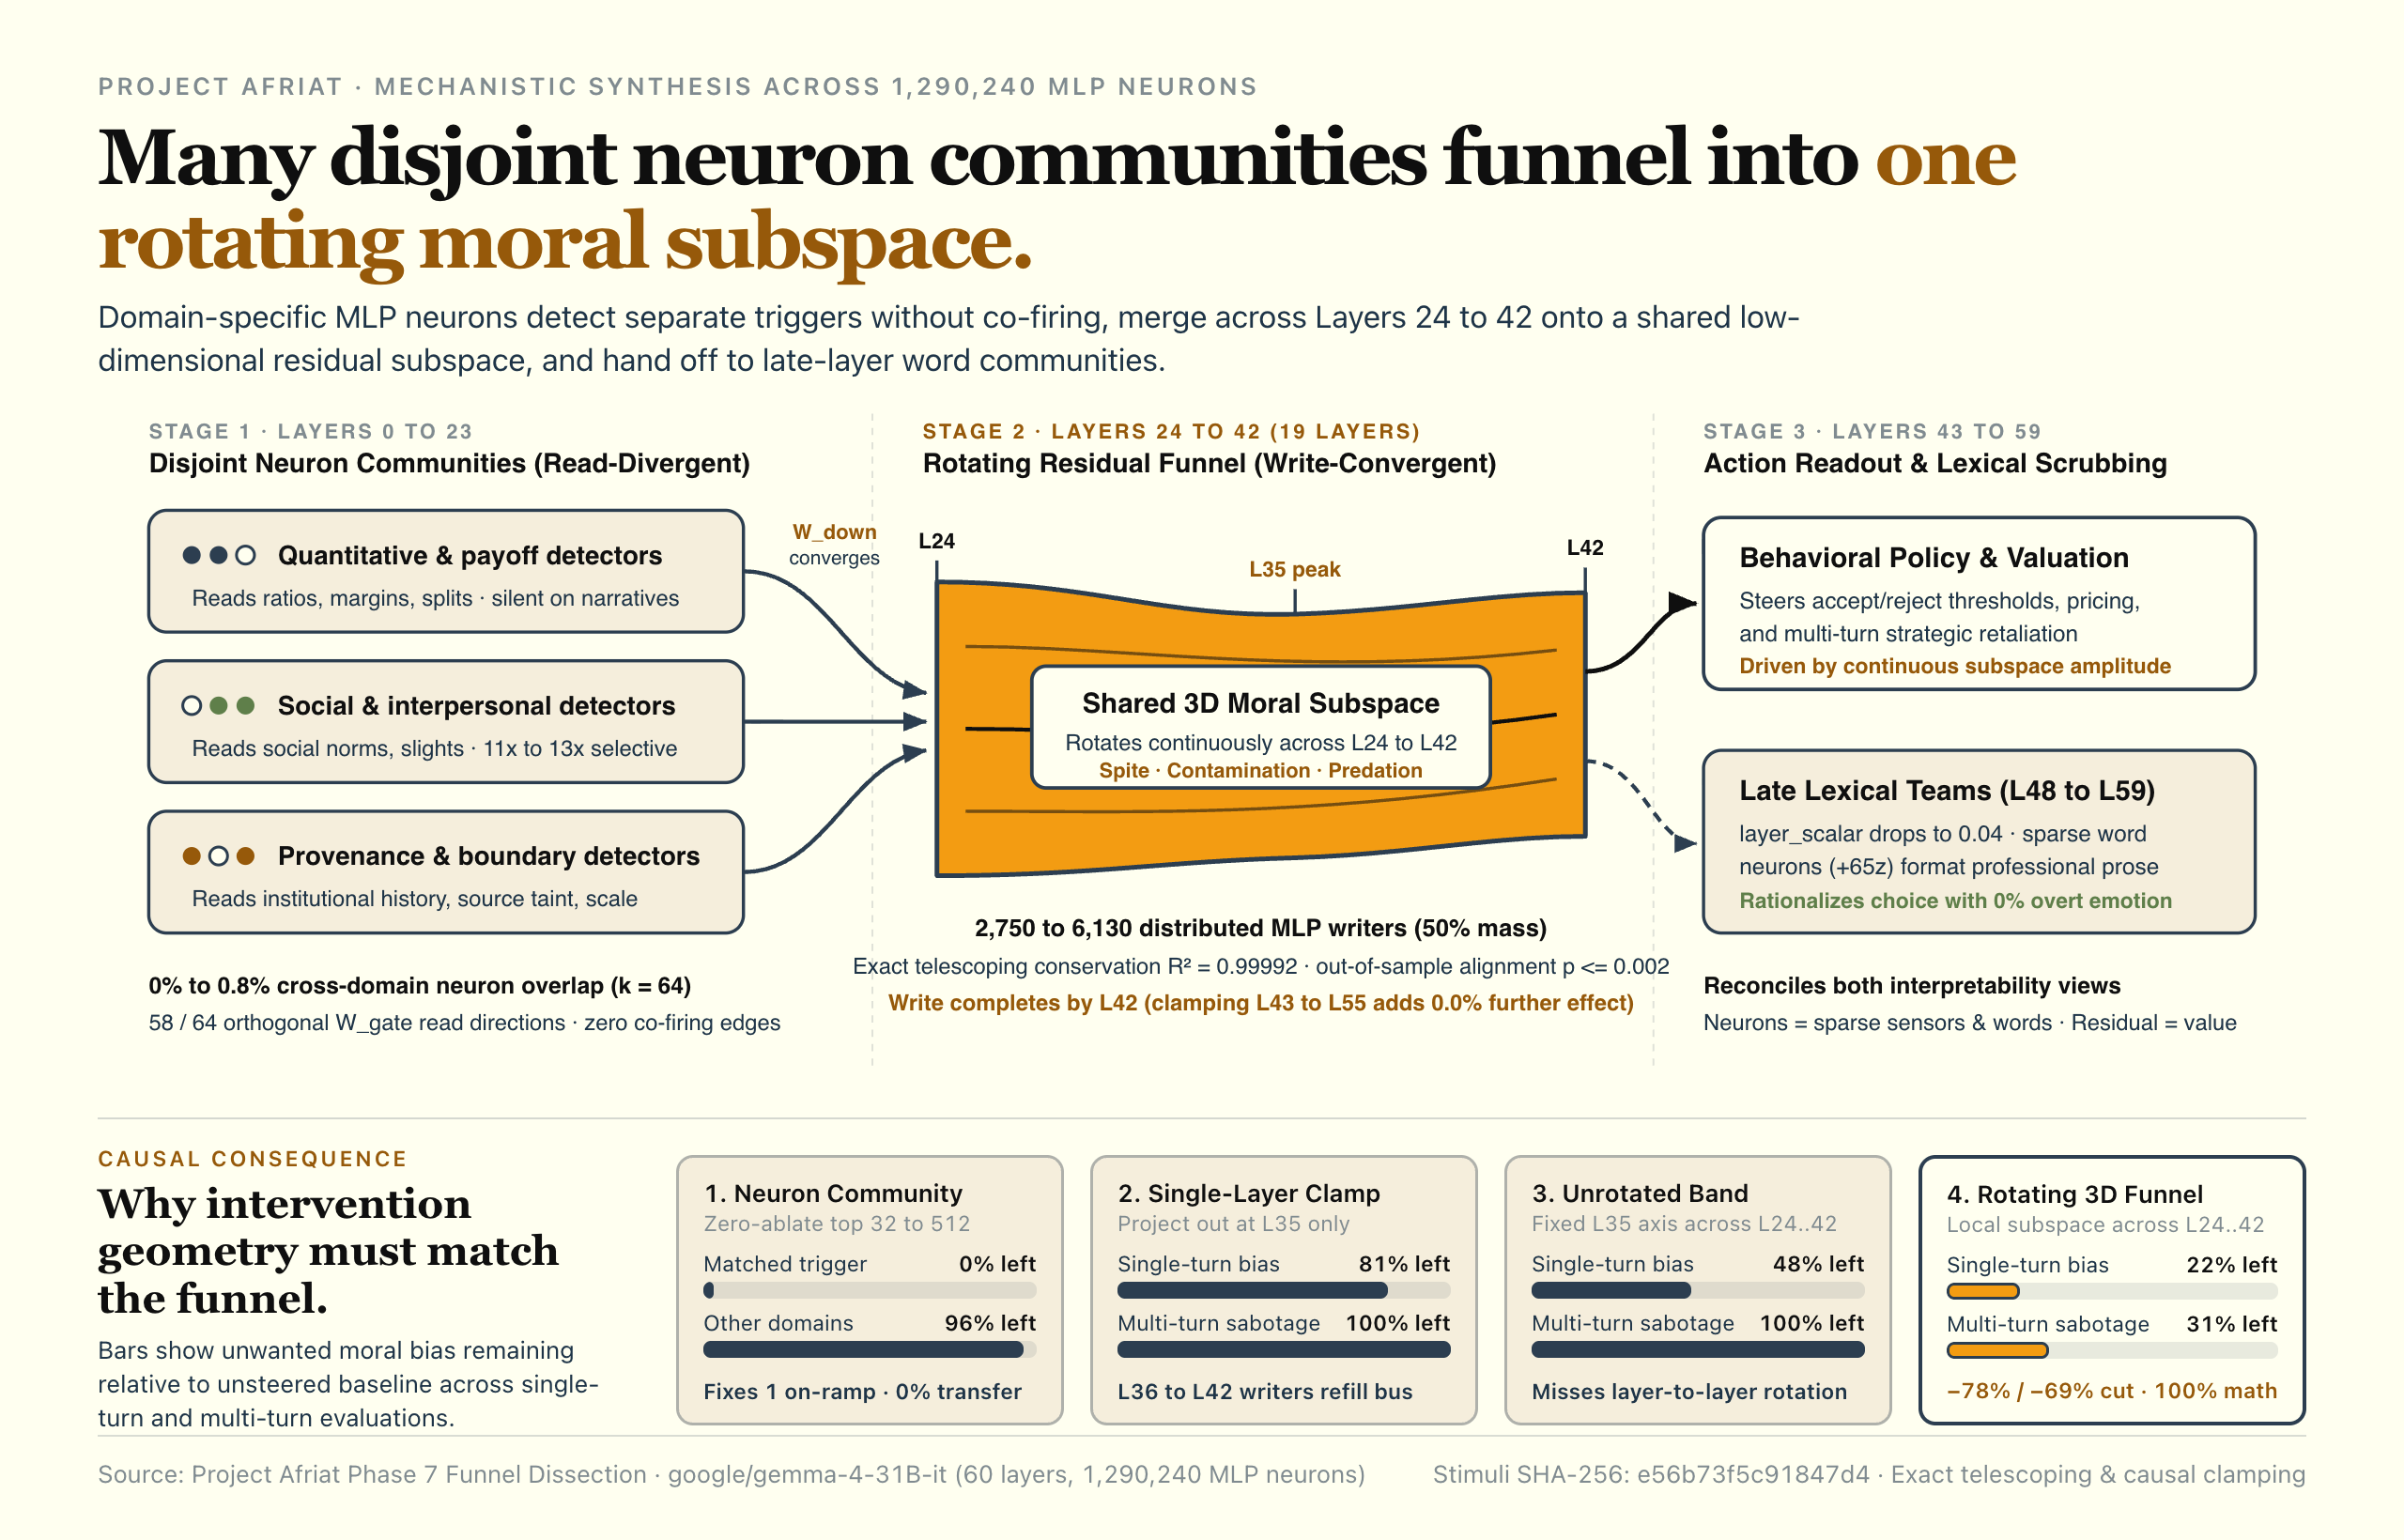 PROJECT AFRIAT · MECHANISTIC SYNTHESIS ACROSS 1,290,240 MLP NEURONS
Many disjoint neuron communities funnel into one
rotating moral subspace.
Domain-specific MLP neurons detect separate triggers without co-firing, merge across Layers 24 to 42 onto a shared low-
dimensional residual subspace, and hand off to late-layer word communities.
STAGE 1 · LAYERS 0 TO 23
Disjoint Neuron Communities (Read-Divergent)
Quantitative & payoff detectors
Reads ratios, margins, splits · silent on narratives
Social & interpersonal detectors
Reads social norms, slights · 11x to 13x selective
Provenance & boundary detectors
Reads institutional history, source taint, scale
0% to 0.8% cross-domain neuron overlap (k = 64)
58 / 64 orthogonal W_gate read directions · zero co-firing edges
W_down
converges
STAGE 2 · LAYERS 24 TO 42 (19 LAYERS)
Rotating Residual Funnel (Write-Convergent)
L24
L35 peak
L42
Shared 3D Moral Subspace
Rotates continuously across L24 to L42
Spite · Contamination · Predation
2,750 to 6,130 distributed MLP writers (50% mass)
Exact telescoping conservation R² = 0.99992 · out-of-sample alignment p <= 0.002
Write completes by L42 (clamping L43 to L55 adds 0.0% further effect)
STAGE 3 · LAYERS 43 TO 59
Action Readout & Lexical Scrubbing
Behavioral Policy & Valuation
Steers accept/reject thresholds, pricing,
and multi-turn strategic retaliation
Driven by continuous subspace amplitude
Late Lexical Teams (L48 to L59)
layer_scalar drops to 0.04 · sparse word
neurons (+65z) format professional prose
Rationalizes choice with 0% overt emotion
Reconciles both interpretability views
Neurons = sparse sensors & words · Residual = value
CAUSAL CONSEQUENCE
Why intervention
geometry must match
the funnel.
Bars show unwanted moral bias remaining
relative to unsteered baseline across single-
turn and multi-turn evaluations.
1. Neuron Community
Zero-ablate top 32 to 512
Matched trigger 0% left
Other domains 96% left
Fixes 1 on-ramp · 0% transfer
2. Single-Layer Clamp
Project out at L35 only
Single-turn bias 81% left
Multi-turn sabotage 100% left
L36 to L42 writers refill bus
3. Unrotated Band
Fixed L35 axis across L24..42
Single-turn bias 48% left
Multi-turn sabotage 100% left
Misses layer-to-layer rotation
4. Rotating 3D Funnel
Local subspace across L24..42
Single-turn bias 22% left
Multi-turn sabotage 31% left
−78% / −69% cut · 100% math
Source: Project Afriat Phase 7 Funnel Dissection · google/gemma-4-31B-it (60 layers, 1,290,240 MLP neurons)
Stimuli SHA-256: e56b73f5c91847d4 · Exact telescoping & causal clamping